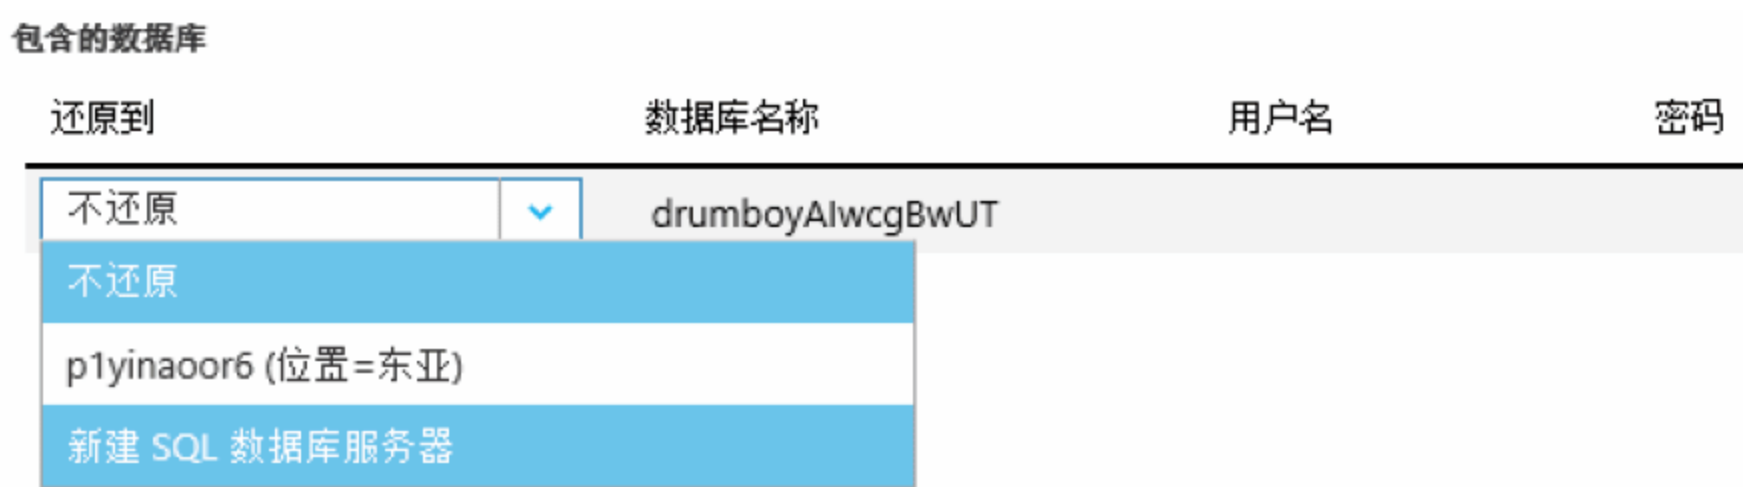 包含的数据库
还原到 数据库名称 用户名 密码
不还原 drumboyAIwcgBwUT
不还原
p1yinaoor6 (位置=东亚)
新建 SQL 数据库服务器